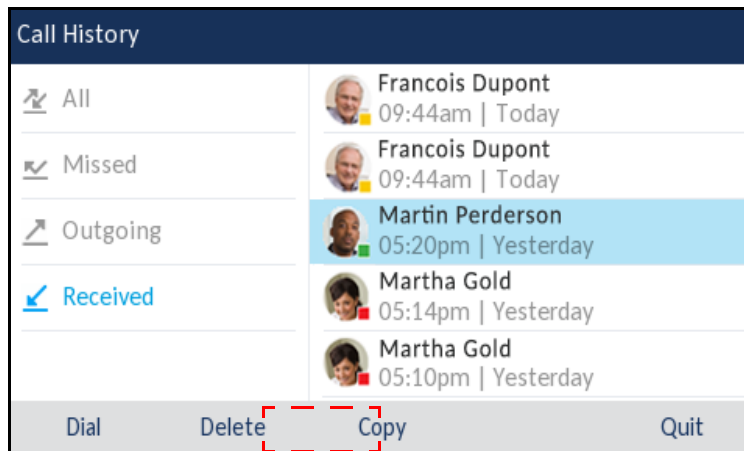 Call History
All
Missed
Outgoing
Received
Francois Dupont
09:44am | Today
Francois Dupont
09:44am | Today
Martin Perderson
05:20pm | Yesterday
Martha Gold
05:14pm | Yesterday
Martha Gold
05:10pm | Yesterday
Dial Delete Copy Quit